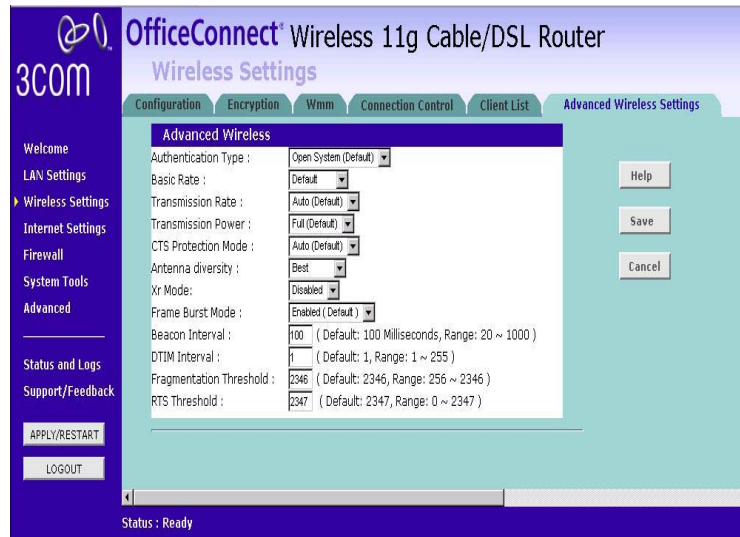 3COM
OfficeConnect® Wireless 11g Cable/DSL Router
Wireless Settings
Configuration Encryption Wmm Connection Control Client List Advanced Wireless Settings
Welcome
LAN Settings
Wireless Settings
Internet Settings
Firewall
System Tools
Advanced
Status and Logs
Support/Feedback
APPLY/RESTART
LOGOUT
Advanced Wireless
Authentication Type : Open System (Default)
Basic Rate : Default
Transmission Rate : Auto (Default)
Transmission Power : Full (Default)
CTS Protection Mode : Auto (Default)
Antenna diversity : Best
Xr Mode: Disabled
Frame Burst Mode : Enabled ( Default )
Beacon Interval : 100 ( Default: 100 Milliseconds, Range: 20 ~ 1000 )
DTIM Interval : 1 ( Default: 1, Range: 1 ~ 255 )
Fragmentation Threshold : 2346 ( Default: 2346, Range: 256 ~ 2346 )
RTS Threshold : 2347 ( Default: 2347, Range: 0 ~ 2347 )
Help
Save
Cancel
Status : Ready